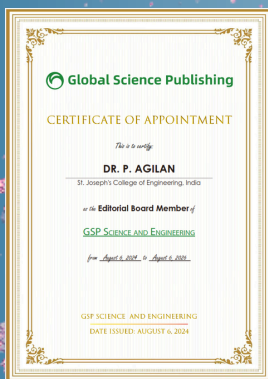 Global Science Publishing
CERTIFICATE OF APPOINTMENT
This is to certify
DR. P. AGILAN
St. Joseph's College of Engineering, India
as the Editorial Board Member of
GSP SCIENCE AND ENGINEERING
from August 6, 2024 to August 6, 2026
GSP SCIENCE AND ENGINEERING
DATE ISSUED: AUGUST 6, 2024